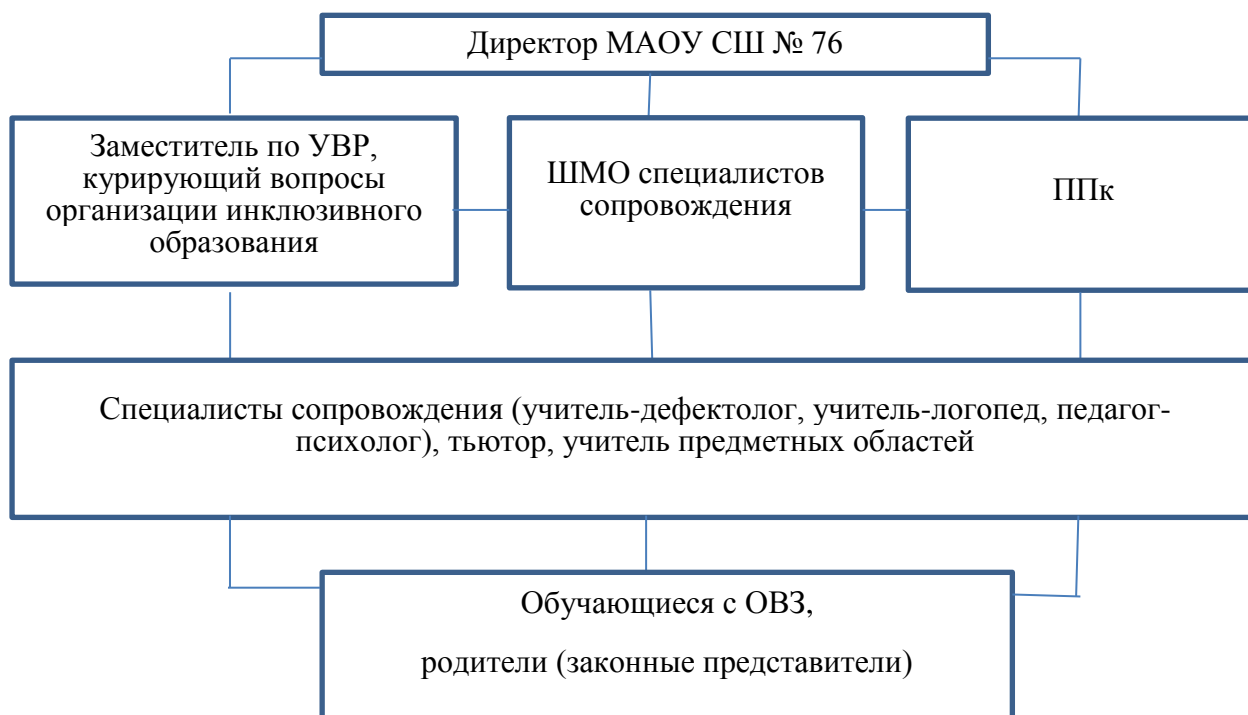 Директор МАОУ СШ № 76
Заместитель по УВР,
курирующий вопросы
организации инклюзивного
образования
ШМО специалистов
сопровождения
ППк
Специалисты сопровождения (учитель-дефектолог, учитель-логопед, педагог-
психолог), тьютор, учитель предметных областей
Обучающиеся с ОВЗ,
родители (законные представители)